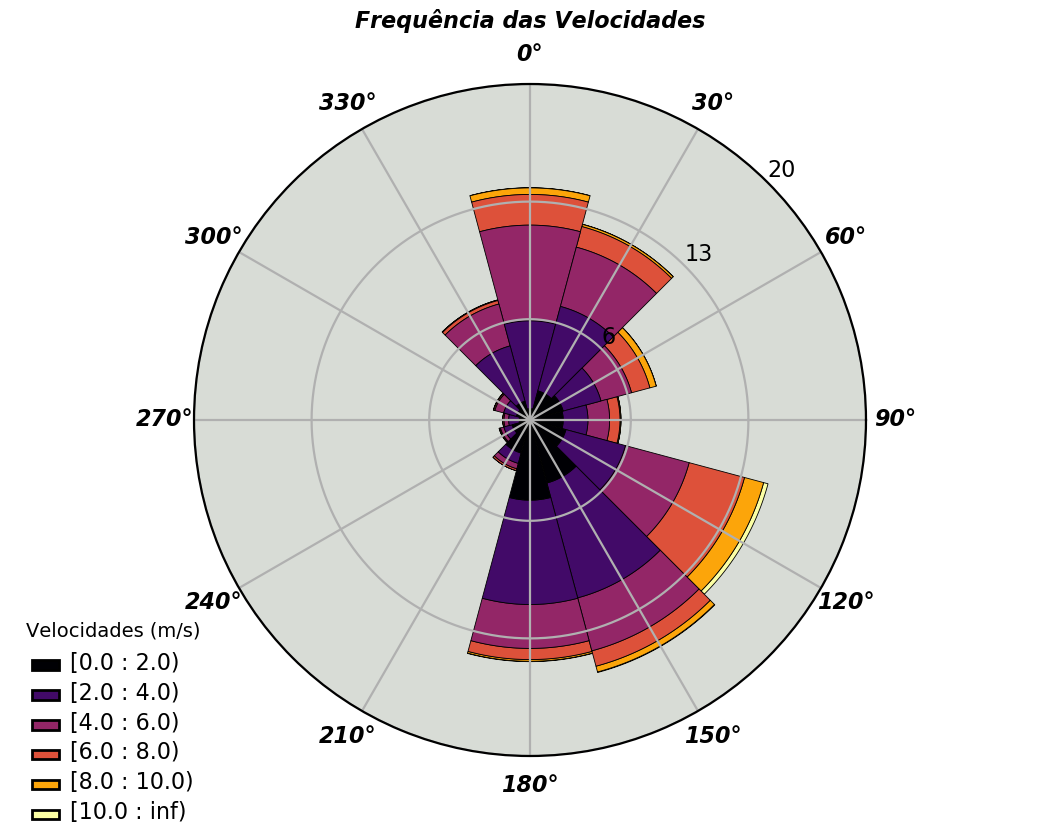 Frequência das Velocidades
0°
330°
30°
20
300°
60°
13
6
270°
90°
240°
120°
210°
150°
180°
Velocidades (m/s)
[0.0 : 2.0)
[2.0 : 4.0)
[4.0 : 6.0)
[6.0 : 8.0)
[8.0 : 10.0)
[10.0 : inf)